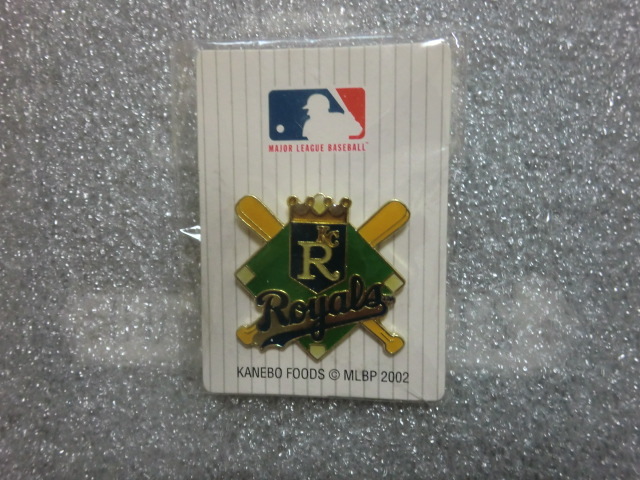 MAJOR LEAGUE BASEBALL
KC
R
Royals
KANEBO FOODS © MLBP 2002